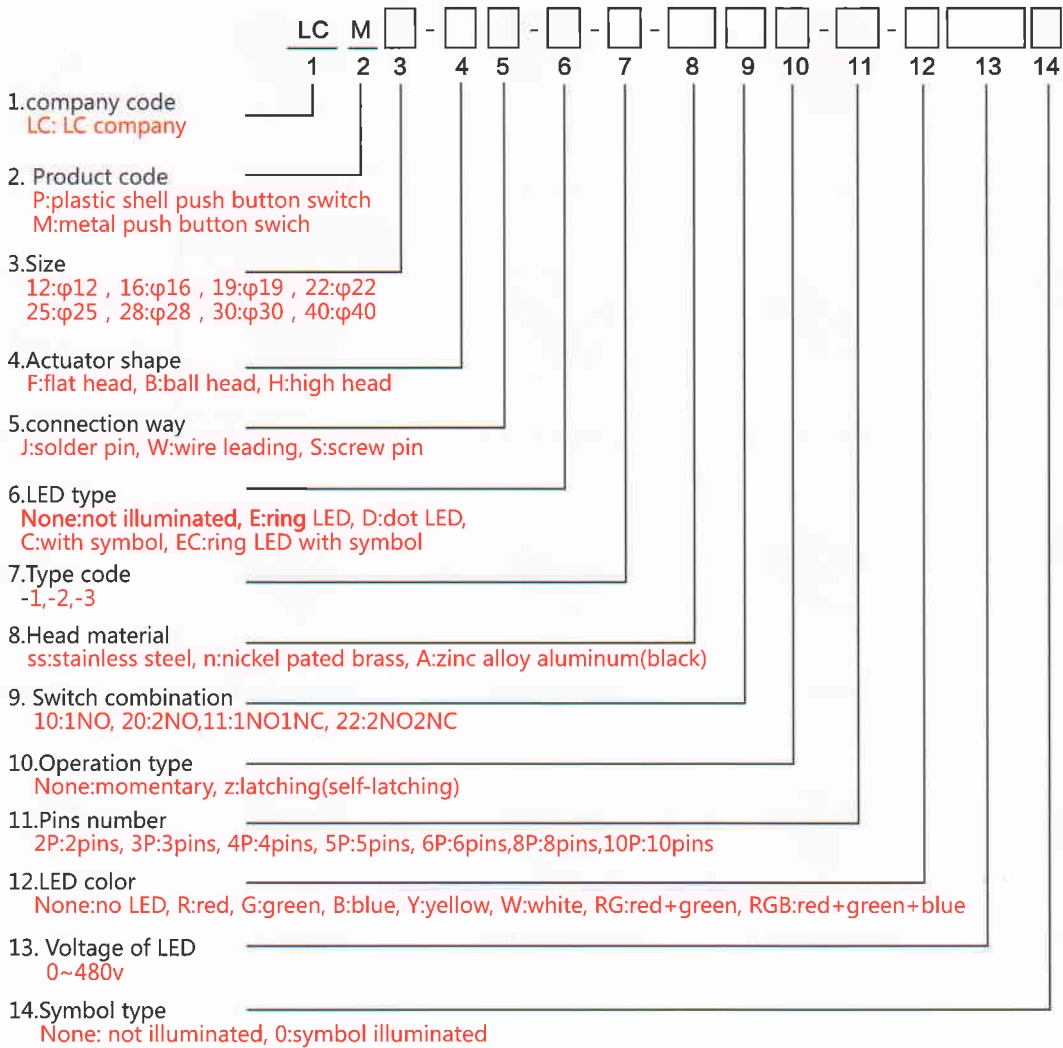 LC M - - - - - -
1 2 3 4 5 6 7 8 9 10 11 12 13 14
1.company code
LC: LC company
2. Product code
P:plastic shell push button switch
M:metal push button swich
3.Size
12:φ12 , 16:φ16 , 19:φ19 , 22:φ22
25:φ25 , 28:φ28 , 30:φ30 , 40:φ40
4.Actuator shape
F:flat head, B:ball head, H:high head
5.connection way
J:solder pin, W:wire leading, S:screw pin
6.LED type
None:not illuminated, E:ring LED, D:dot LED,
C:with symbol, EC:ring LED with symbol
7.Type code
-1,-2,-3
8.Head material
ss:stainless steel, n:nickel pated brass, A:zinc alloy aluminum(black)
9. Switch combination
10:1NO, 20:2NO,11:1NO1NC, 22:2NO2NC
10.Operation type
None:momentary, z:latching(self-latching)
11.Pins number
2P:2pins, 3P:3pins, 4P:4pins, 5P:5pins, 6P:6pins,8P:8pins,10P:10pins
12.LED color
None:no LED, R:red, G:green, B:blue, Y:yellow, W:white, RG:red+green, RGB:red+green+blue
13. Voltage of LED
0~480v
14.Symbol type
None: not illuminated, 0:symbol illuminated